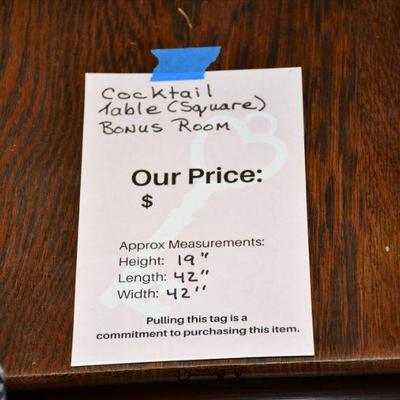 Cocktail
Table (Square)
Bonus Room
Our Price:
$
Approx Measurements:
Height: 19"
Length: 42"
Width: 42"
Pulling this tag is a
commitment to purchasing this item.